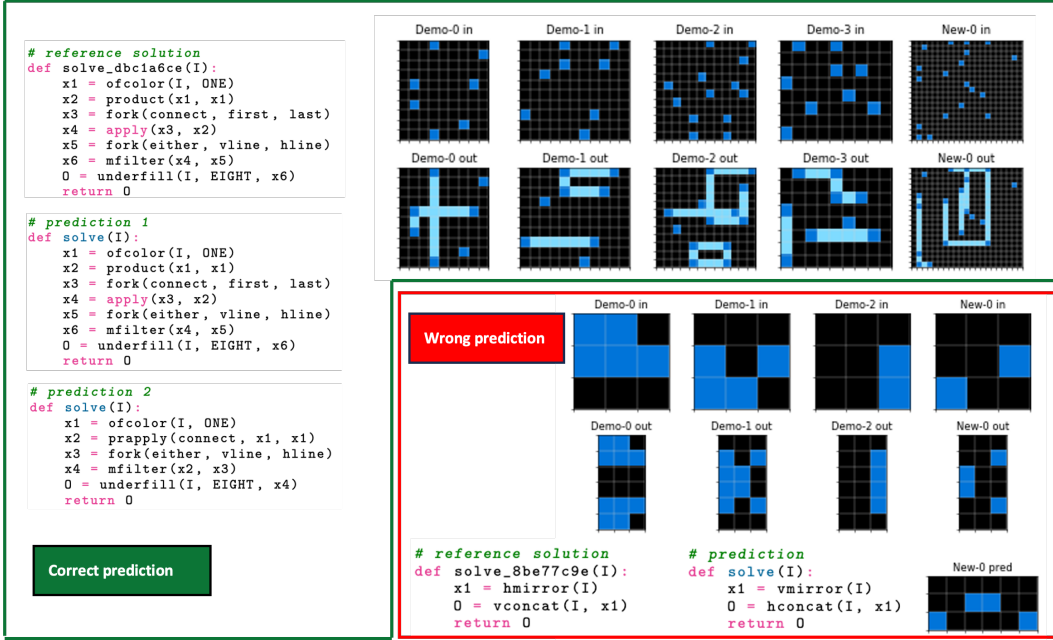 # reference solution
def solve_dbc1a6ce(I):
x1 = ofcolor(I, ONE)
x2 = product(x1, x1)
x3 = fork(connect, first, last)
x4 = apply(x3, x2)
x5 = fork(either, vline, hline)
x6 = mfilter(x4, x5)
O = underfill(I, EIGHT, x6)
return O
# prediction 1
def solve(I):
x1 = ofcolor(I, ONE)
x2 = product(x1, x1)
x3 = fork(connect, first, last)
x4 = apply(x3, x2)
x5 = fork(either, vline, hline)
x6 = mfilter(x4, x5)
O = underfill(I, EIGHT, x6)
return O
# prediction 2
def solve(I):
x1 = ofcolor(I, ONE)
x2 = prapply(connect, x1, x1)
x3 = fork(either, vline, hline)
x4 = mfilter(x2, x3)
O = underfill(I, EIGHT, x4)
return O
Correct prediction
Demo-0 in Demo-1 in Demo-2 in Demo-3 in New-0 in
Demo-0 out Demo-1 out Demo-2 out Demo-3 out New-0 out
Wrong prediction
Demo-0 in Demo-1 in Demo-2 in New-0 in
Demo-0 out Demo-1 out Demo-2 out New-0 out
# reference solution
def solve_8be77c9e(I):
x1 = hmirror(I)
O = vconcat(I, x1)
return O
# prediction
def solve(I):
x1 = vmirror(I)
O = hconcat(I, x1)
return O
New-0 pred